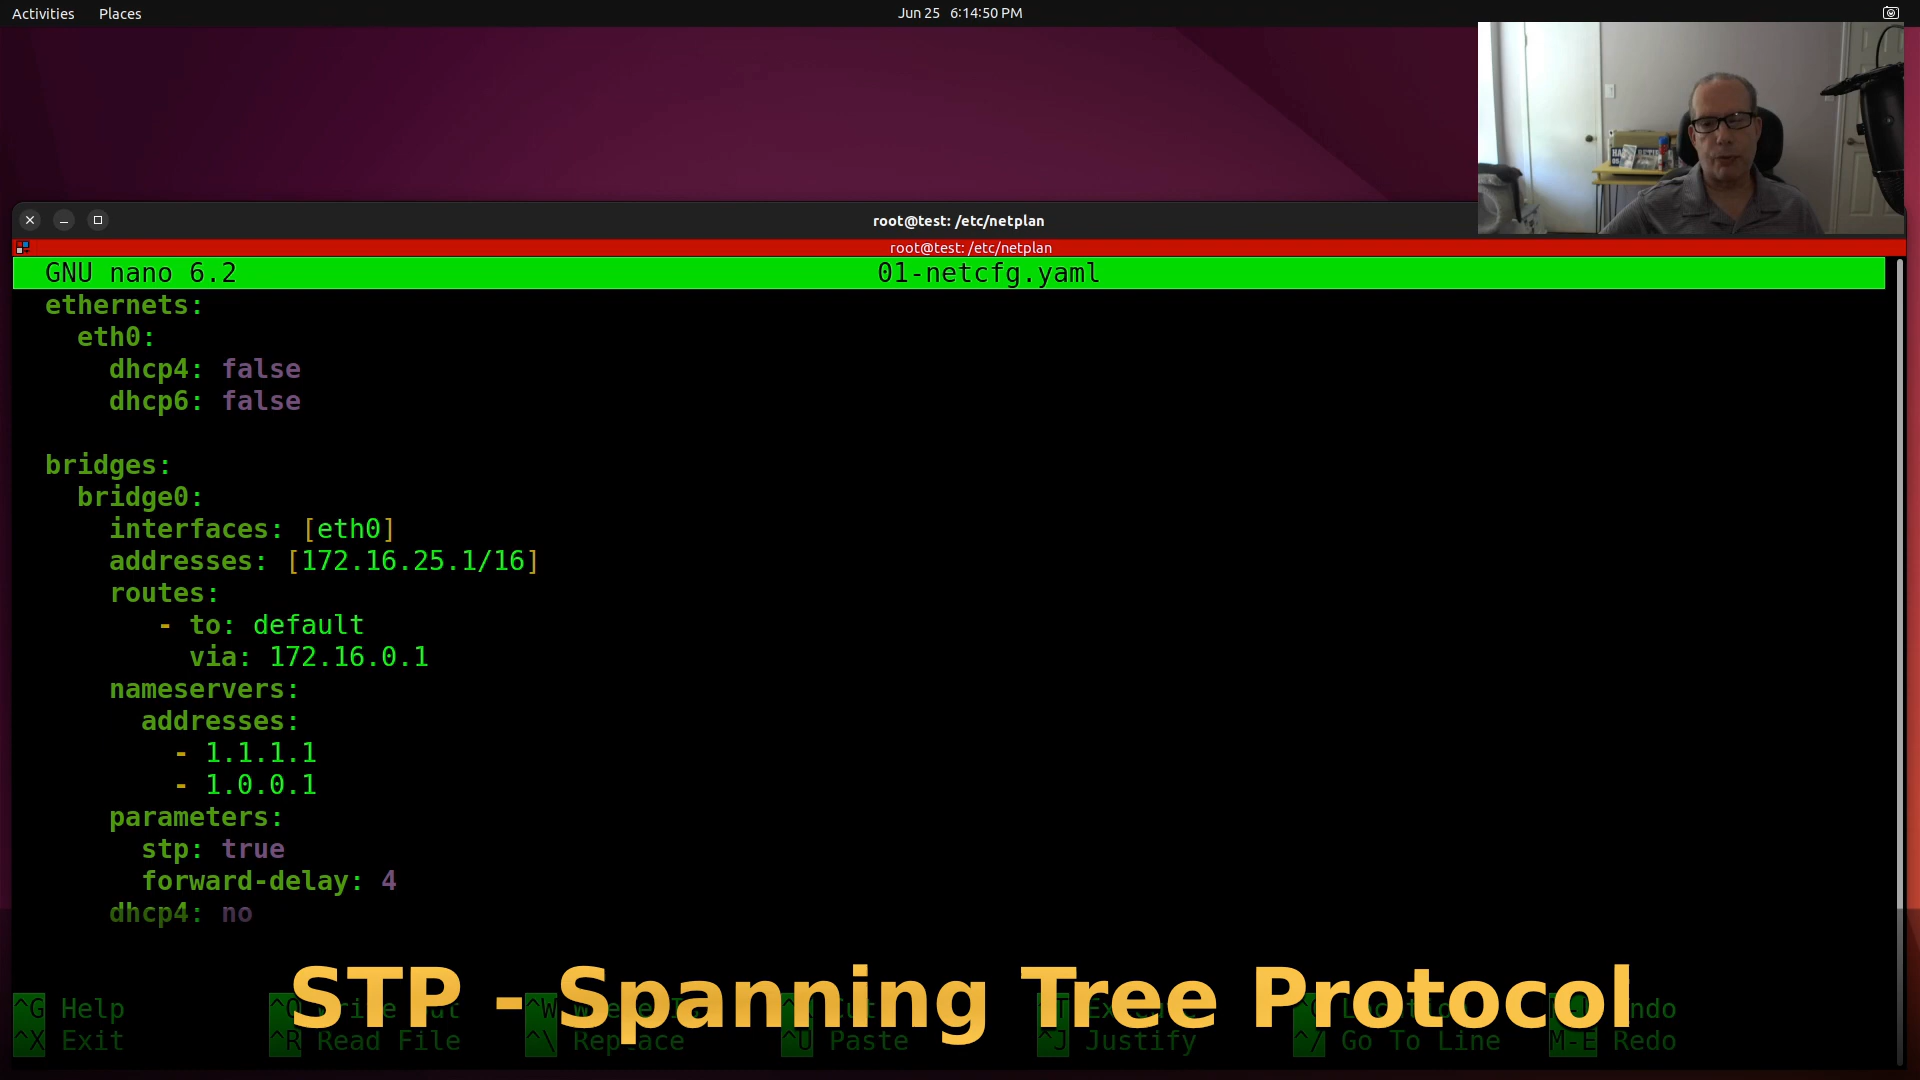 Activities Places Jun 25 6:14:50 PM
root@test: /etc/netplan
root@test: /etc/netplan
GNU nano 6.2 01-netcfg.yaml
ethernets:
eth0:
dhcp4: false
dhcp6: false
bridges:
bridge0:
interfaces: [eth0]
addresses: [172.16.25.1/16]
routes:
- to: default
via: 172.16.0.1
nameservers:
addresses:
- 1.1.1.1
- 1.0.0.1
parameters:
stp: true
forward-delay: 4
dhcp4: no
STP - Spanning Tree Protocol
^G Help
^X Exit ^R Read File ^\ Replace ^U Paste ^J Justify ^/ Go To Line M-E Redo